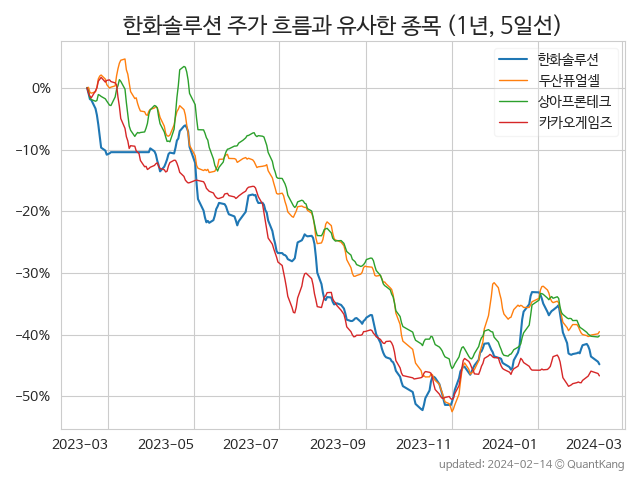 한화솔루션 주가 흐름과 유사한 종목 (1년, 5일선)
한화솔루션
두산퓨얼셀
상아프론테크
카카오게임즈
0%
−10%
−20%
−30%
−40%
−50%
2023-03 2023-05 2023-07 2023-09 2023-11 2024-01 2024-03
updated: 2024-02-14 © QuantKang